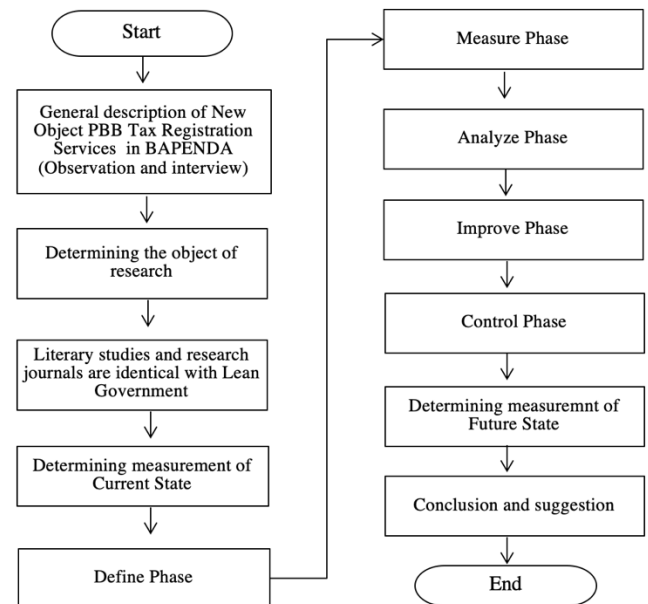 Start
General description of New
Object PBB Tax Registration
Services in BAPENDA
(Observation and interview)
Determining the object of
research
Literary studies and research
journals are identical with Lean
Government
Determining measurement of
Current State
Define Phase
Measure Phase
Analyze Phase
Improve Phase
Control Phase
Determining measuremnt of
Future State
Conclusion and suggestion
End